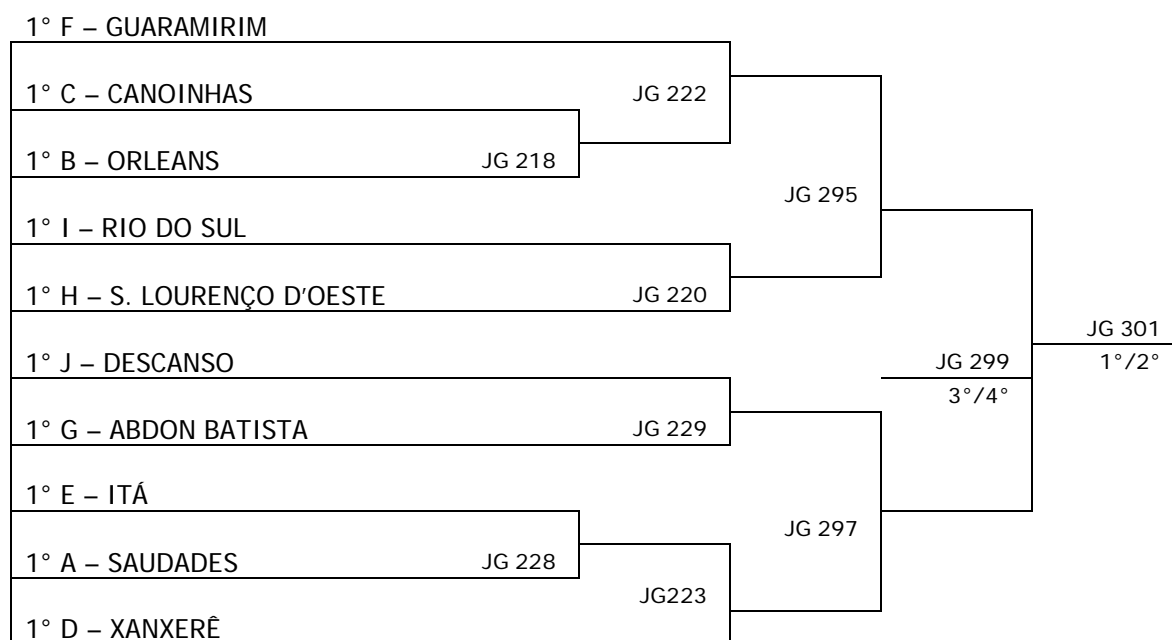 1° F – GUARAMIRIM
1° C – CANOINHAS
JG 222
1° B – ORLEANS
JG 218
JG 295
1° I – RIO DO SUL
1° H – S. LOURENÇO D'OESTE
JG 220
JG 301
1° J – DESCANSO
JG 299
1°/2°
3°/4°
1° G – ABDON BATISTA
JG 229
1° E – ITÁ
JG 297
1° A – SAUDADES
JG 228
JG223
1° D – XANXERÊ